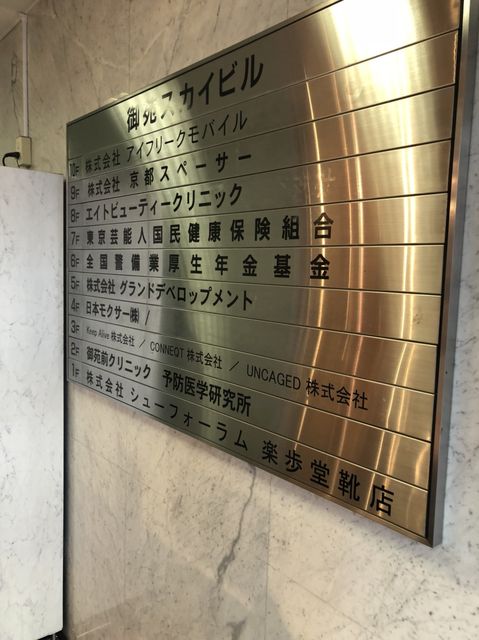 御苑スカイビル
10F 株式会社 アイフリークモバイル
9F 株式会社 京都スペーサー
8F エイトビューティークリニック
7F 東京芸能人国民健康保険組合
6F 全国警備業厚生年金基金
5F 株式会社 グランドデベロップメント
4F 日本モクサー㈱ /
3F Keep Alive 株式会社 / CONNEQT 株式会社 / UNCAGED 株式会社
2F 御苑前クリニック 予防医学研究所
1F 株式会社 シューフォーラム 楽歩堂靴店